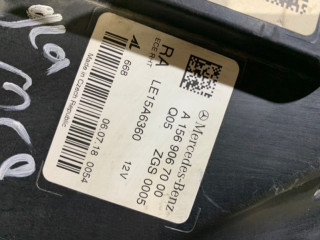 Mercedes-Benz
A 156 906 70 00
Q05 ZGS 0005
RA LE15A6360 12V
AL 668 06.07.18 0054
Made in Czech Republic